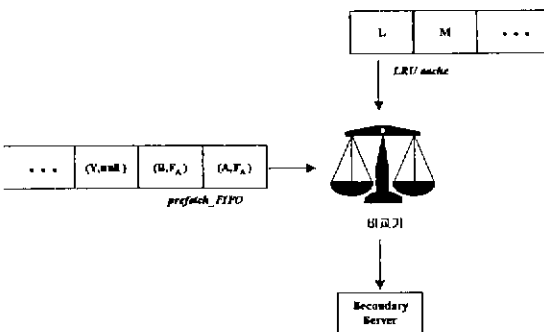 L M • • •
LRU cache
• • • (Y,null) (B,F_A) (A,F_A)
prefetch_FIFO
비교기
Secondary
Server